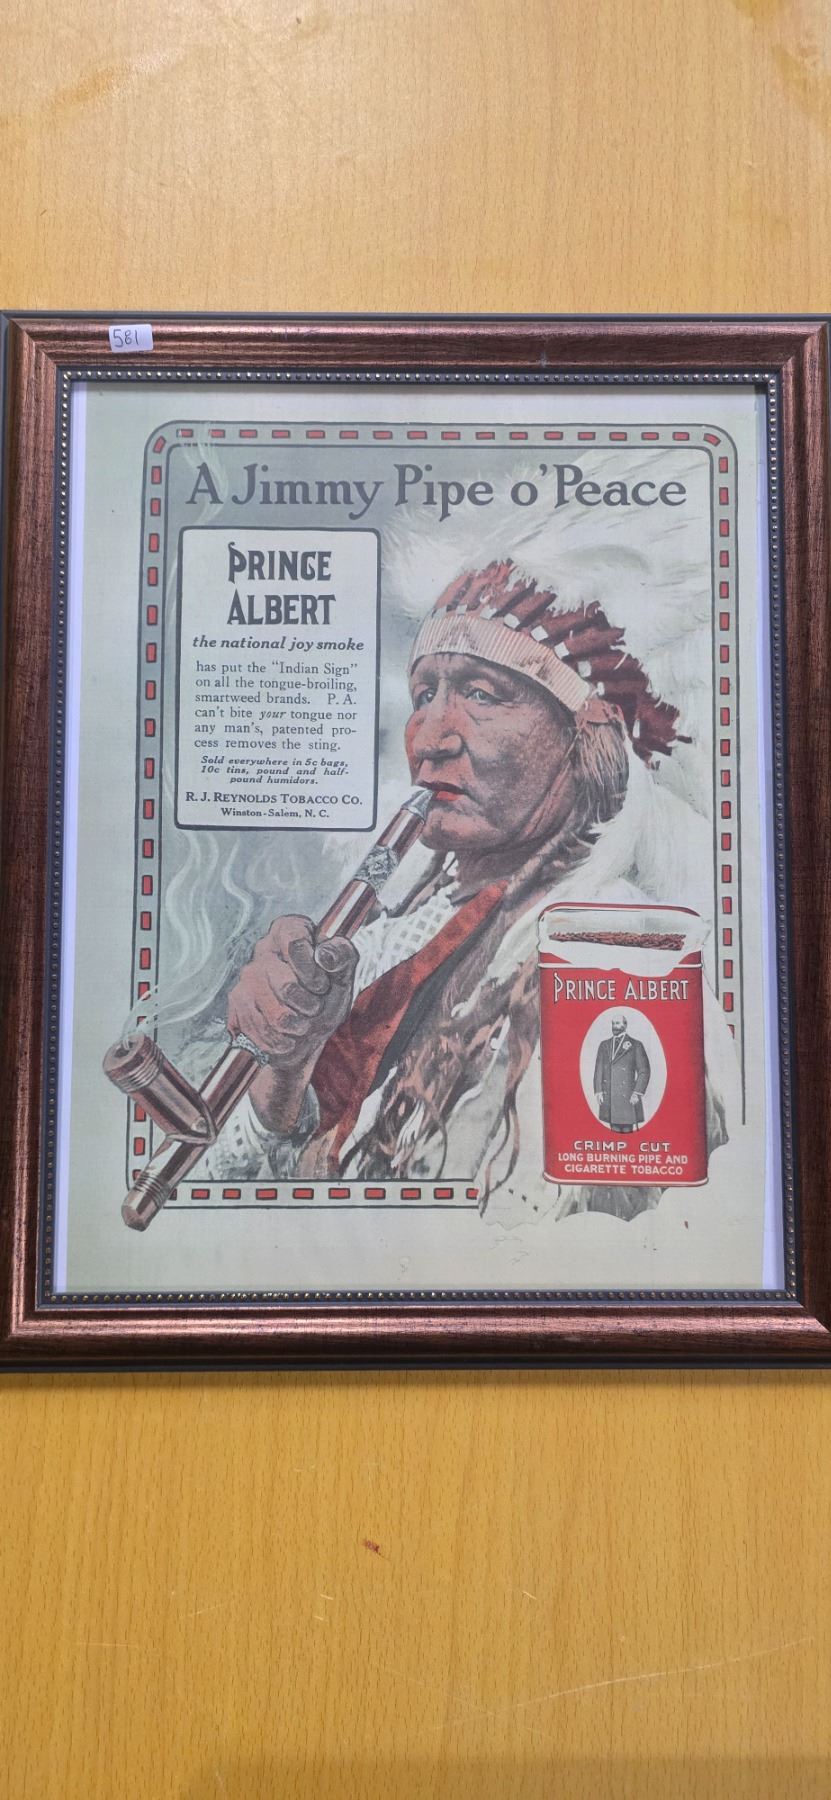 581
A Jimmy Pipe o' Peace
PRINCE
ALBERT
the national joy smoke
has put the "Indian Sign"
on all the tongue-broiling,
smartweed brands. P. A.
can't bite your tongue nor
any man's, patented pro-
cess removes the sting.
Sold everywhere in 5c bags,
10c tins, pound and half-
pound humidors.
R. J. REYNOLDS TOBACCO CO.
Winston-Salem, N. C.
PRINCE ALBERT
CRIMP CUT
LONG BURNING PIPE AND
CIGARETTE TOBACCO